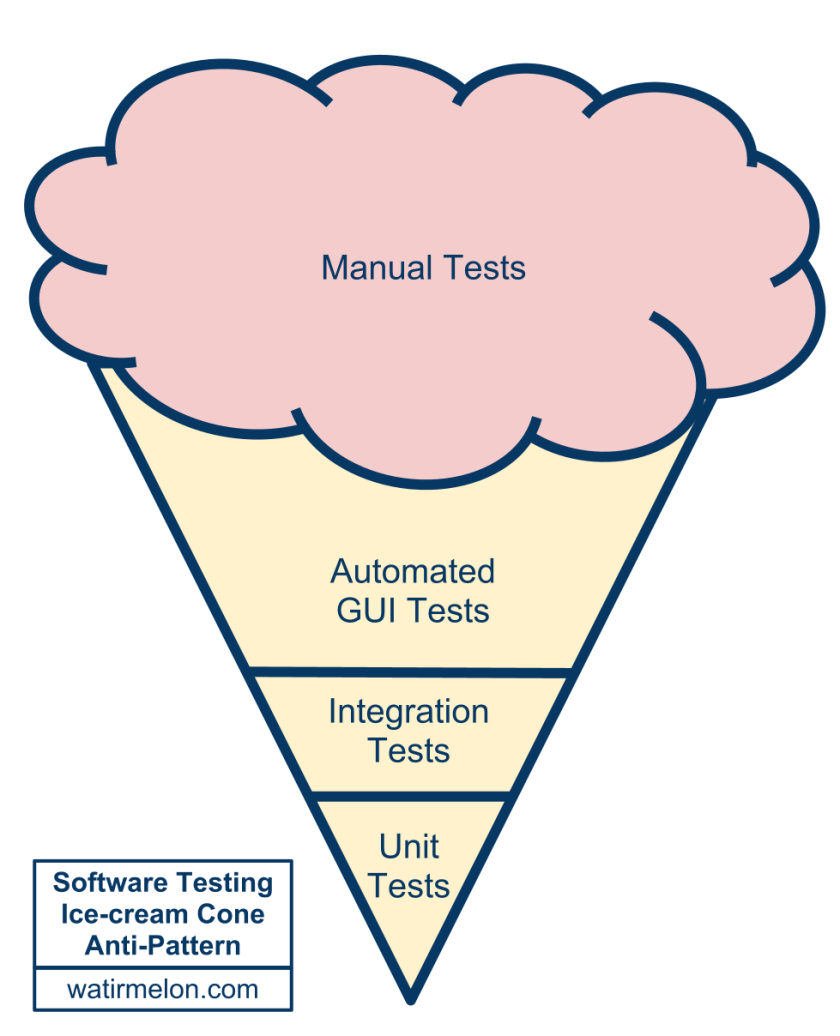 Manual Tests
Automated
GUI Tests
Integration
Tests
Unit
Tests
Software Testing
Ice-cream Cone
Anti-Pattern
watirmelon.com